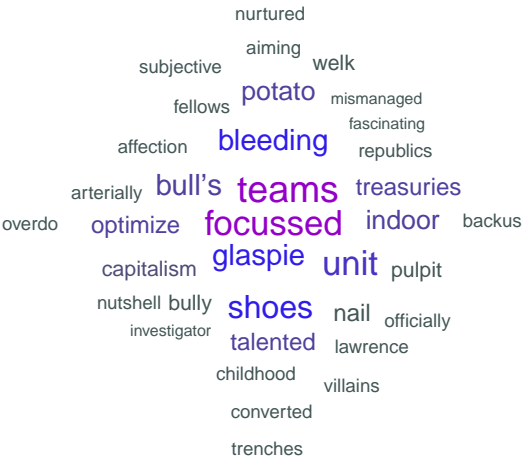 nurtured
aiming
subjective welk
potato mismanaged
fellows fascinating
affection bleeding republics
arterially bull's teams treasuries
overdo optimize focussed indoor backus
capitalism glaspie unit pulpit
nutshell bully shoes nail officially
investigator talented lawrence
childhood villains
converted
trenches